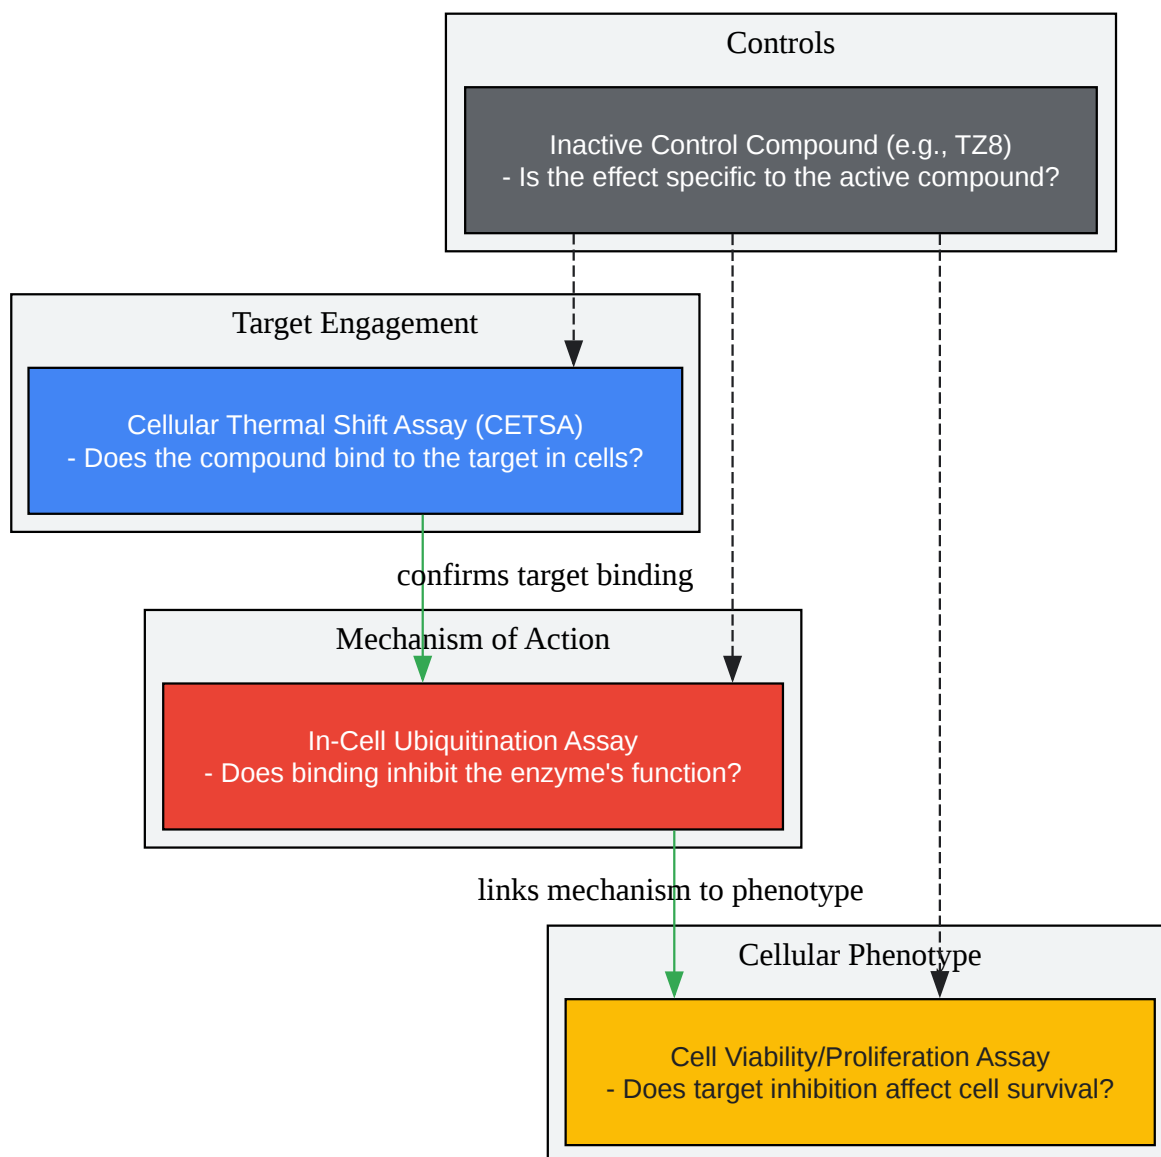 Controls
Inactive Control Compound (e.g., TZ8)
- Is the effect specific to the active compound?
Target Engagement
Cellular Thermal Shift Assay (CETSA)
- Does the compound bind to the target in cells?
confirms target binding
Mechanism of Action
In-Cell Ubiquitination Assay
- Does binding inhibit the enzyme's function?
links mechanism to phenotype
Cellular Phenotype
Cell Viability/Proliferation Assay
- Does target inhibition affect cell survival?